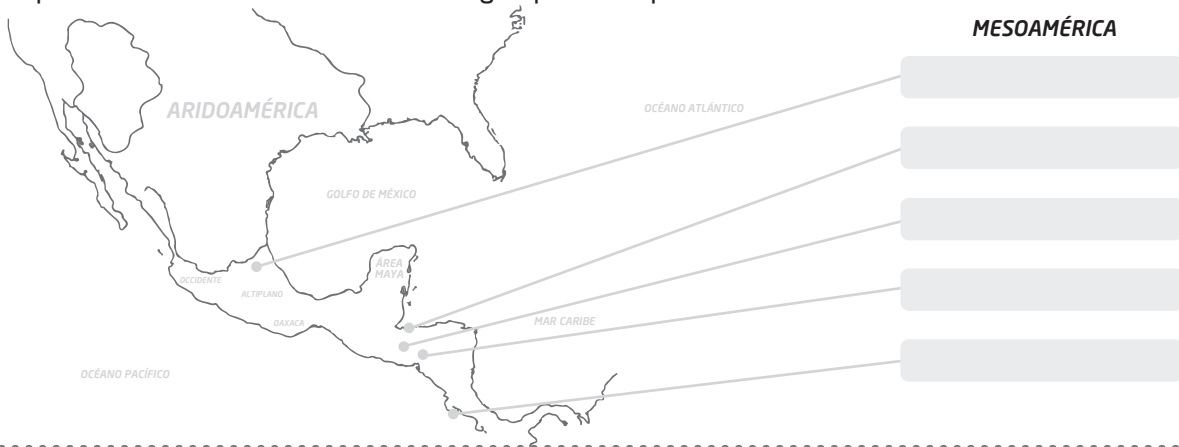 MESOAMÉRICA
ARIDOAMÉRICA
OCÉANO ATLÁNTICO
GOLFO DE MÉXICO
ÁREA
MAYA
OCCIDENTE
ALTIPLANO
OAXACA
MAR CARIBE
OCÉANO PACÍFICO